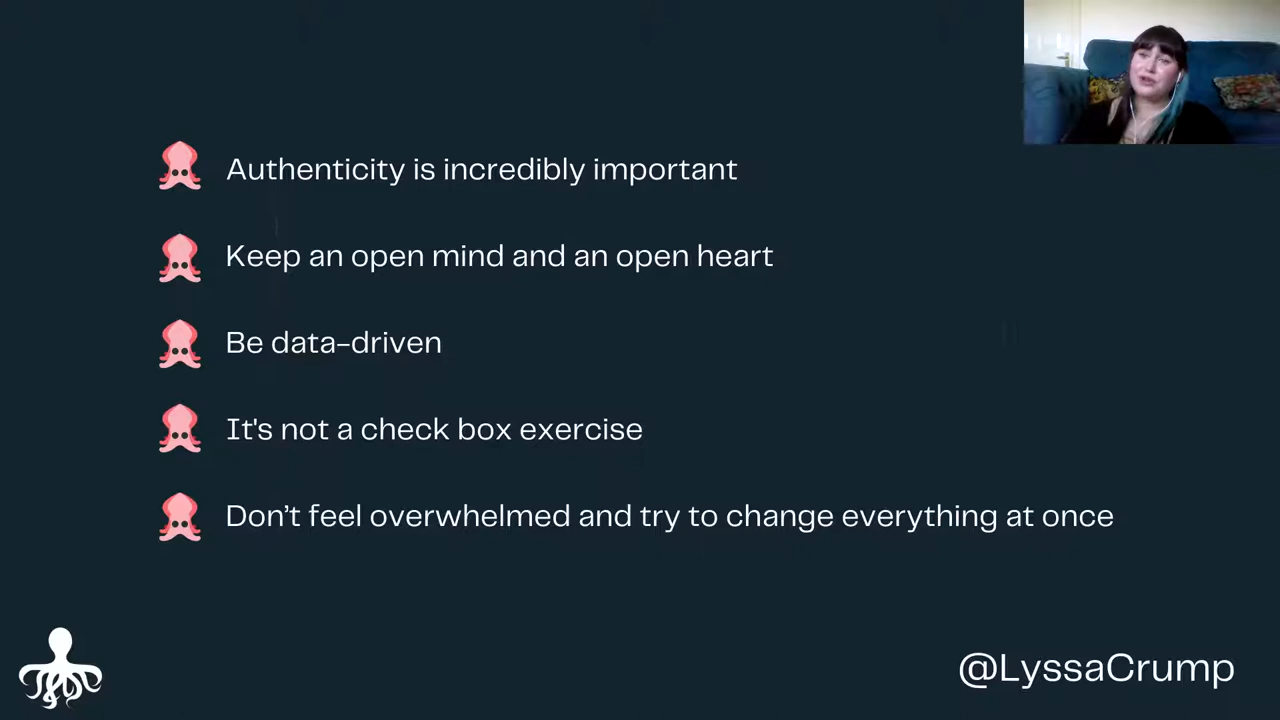 Authenticity is incredibly important
Keep an open mind and an open heart
Be data-driven
It's not a check box exercise
Don’t feel overwhelmed and try to change everything at once
@LyssaCrump